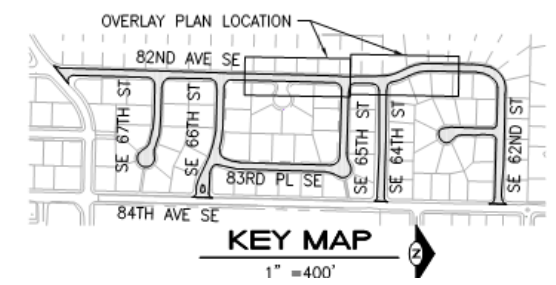 OVERLAY PLAN LOCATION
82ND AVE SE
SE 67TH ST
SE 66TH ST
SE 65TH ST
SE 64TH ST
SE 62ND ST
83RD PL SE
84TH AVE SE
KEY MAP
1" =400'
N